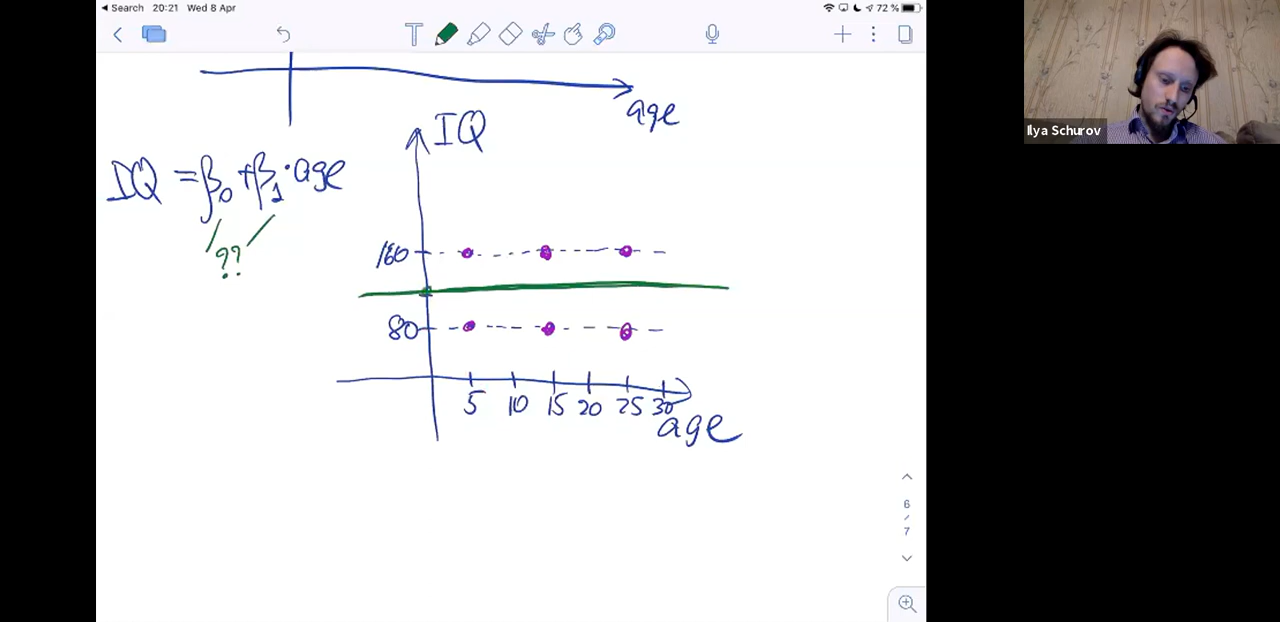 Search 20:21 Wed 8 Apr
72 %
T
Ilya Schurov
age
IQ
IQ = β₀ + β₁ · age
??
160
80
5 10 15 20 25 30
age
6
/
7